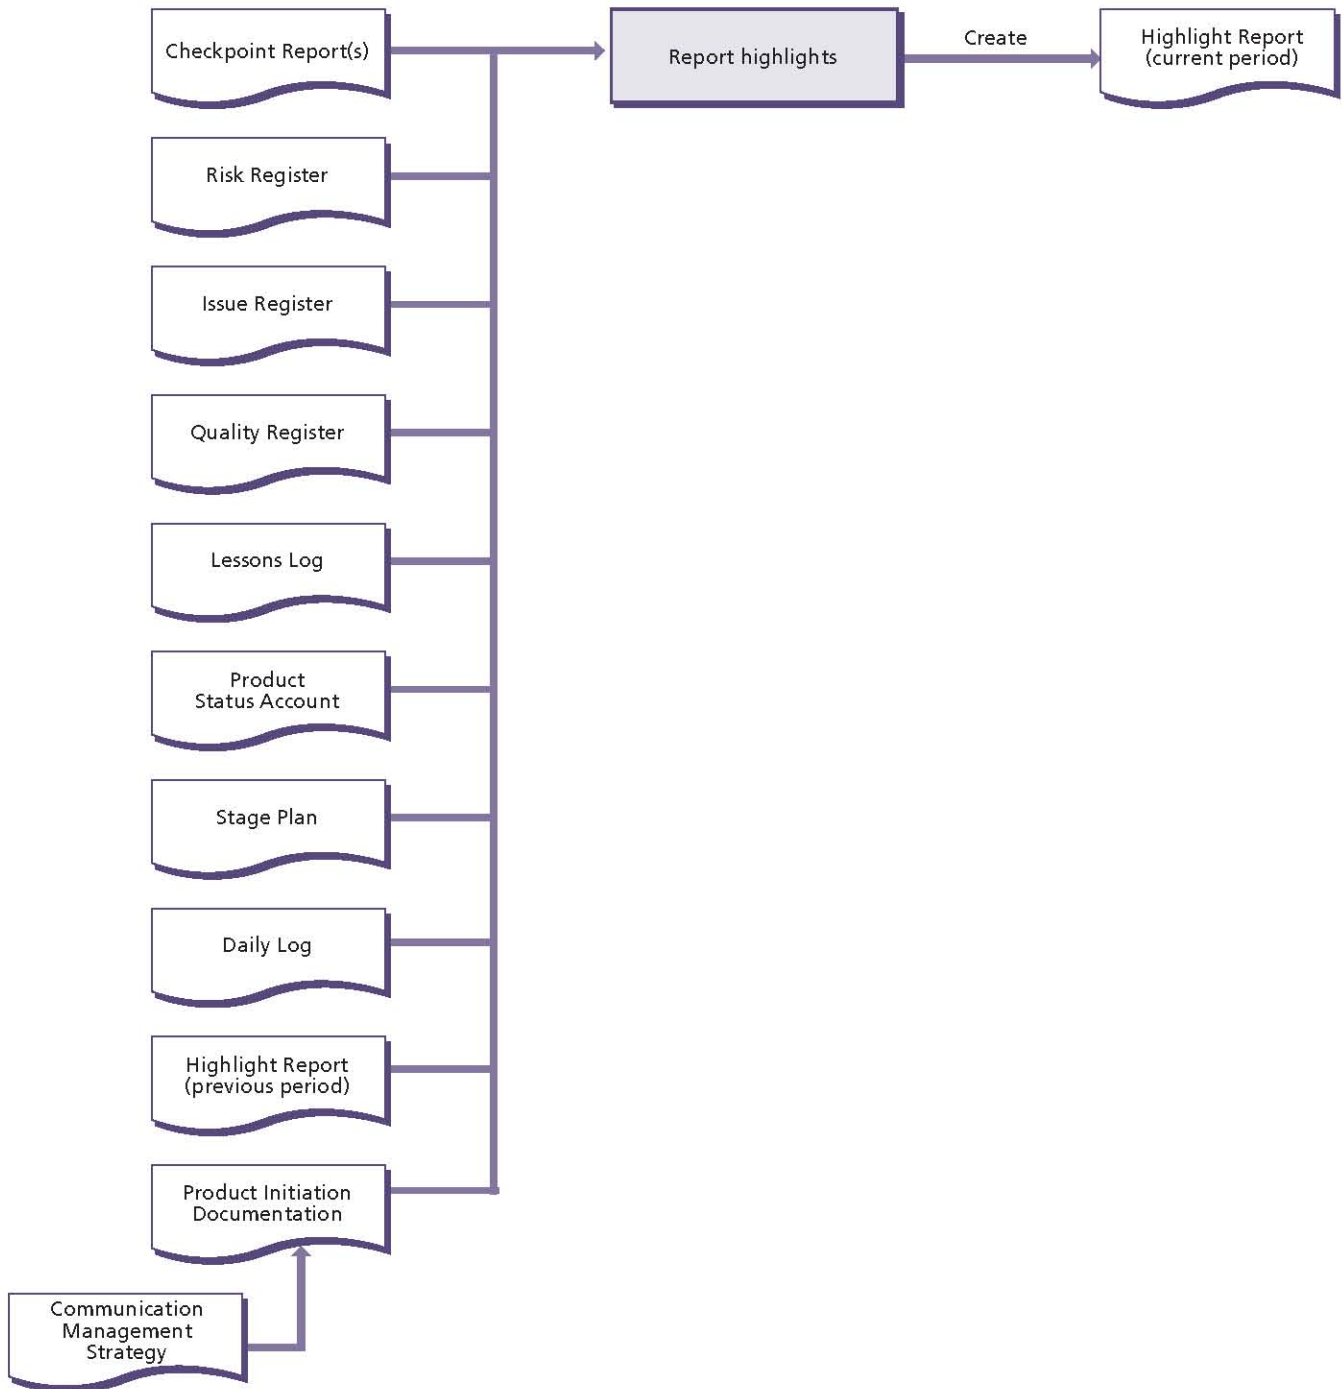 Checkpoint Report(s)
Report highlights
Create
Highlight Report
(current period)
Risk Register
Issue Register
Quality Register
Lessons Log
Product
Status Account
Stage Plan
Daily Log
Highlight Report
(previous period)
Product Initiation
Documentation
Communication
Management
Strategy